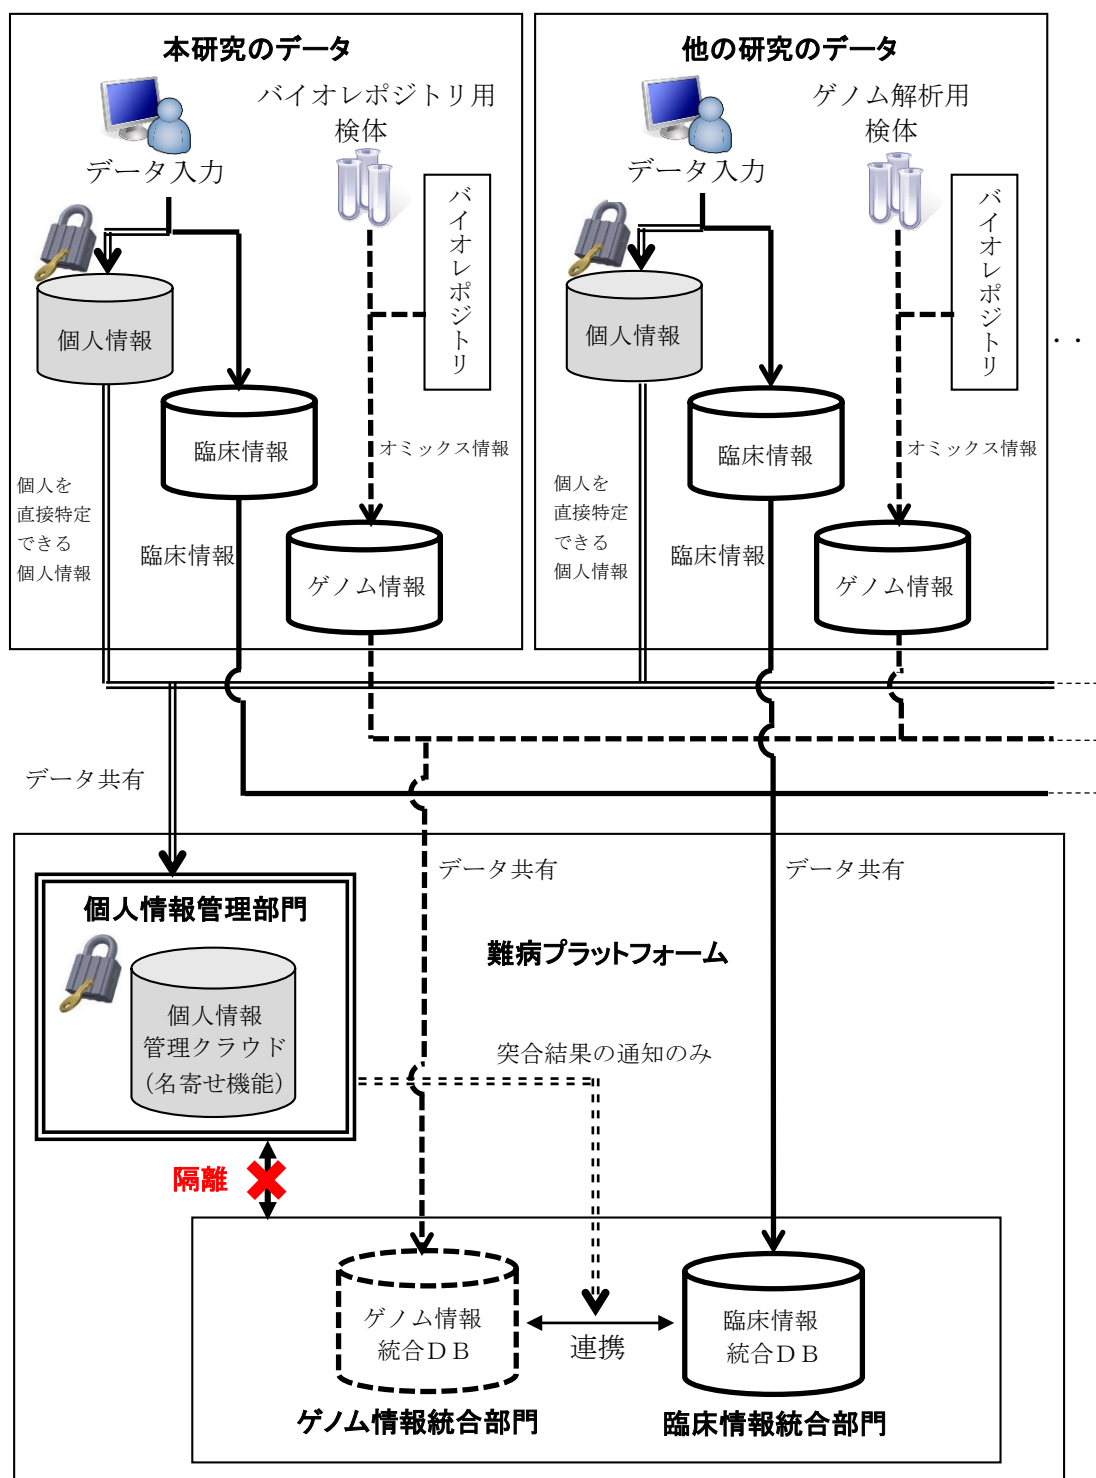 本研究のデータ
バイオレポジトリ用
検体
データ入力
バイオレポジトリ
個人情報
臨床情報
オミックス情報
個人を
直接特定
できる
個人情報
臨床情報
ゲノム情報
他の研究のデータ
ゲノム解析用
検体
データ入力
バイオレポジトリ
個人情報
・・
臨床情報
オミックス情報
個人を
直接特定
できる
個人情報
臨床情報
ゲノム情報
データ共有
データ共有
データ共有
個人情報管理部門
難病プラットフォーム
個人情報
管理クラウド
（名寄せ機能）
突合結果の通知のみ
隔離
ゲノム情報
統合ＤＢ
連携
臨床情報
統合ＤＢ
ゲノム情報統合部門
臨床情報統合部門